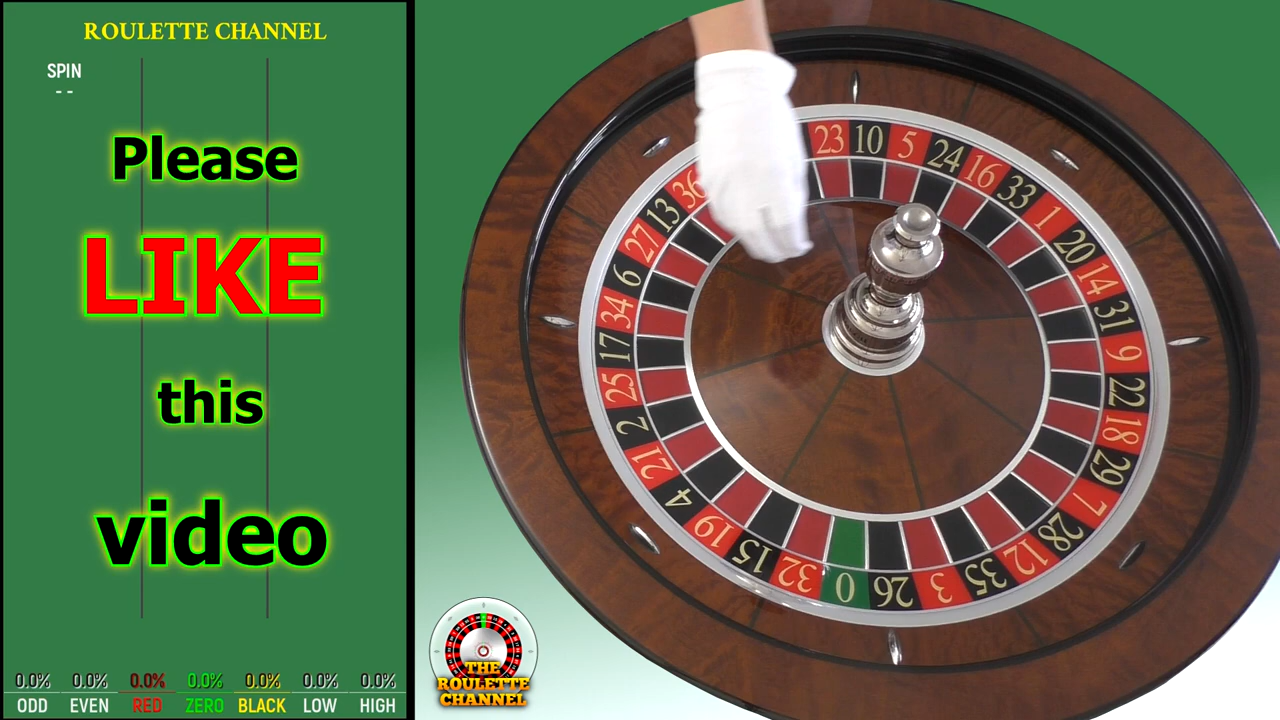 ROULETTE CHANNEL
SPIN
--
Please
LIKE
this
video
0.0% 0.0% 0.0% 0.0% 0.0% 0.0% 0.0%
ODD EVEN RED ZERO BLACK LOW HIGH
THE
ROULETTE
CHANNEL
36 23 10 5 24 16 33 1 20 14 31 9 22 18 29 7 28 12 35 3 26 0 32 15 19 4 21 2 25 17 34 6 27 13